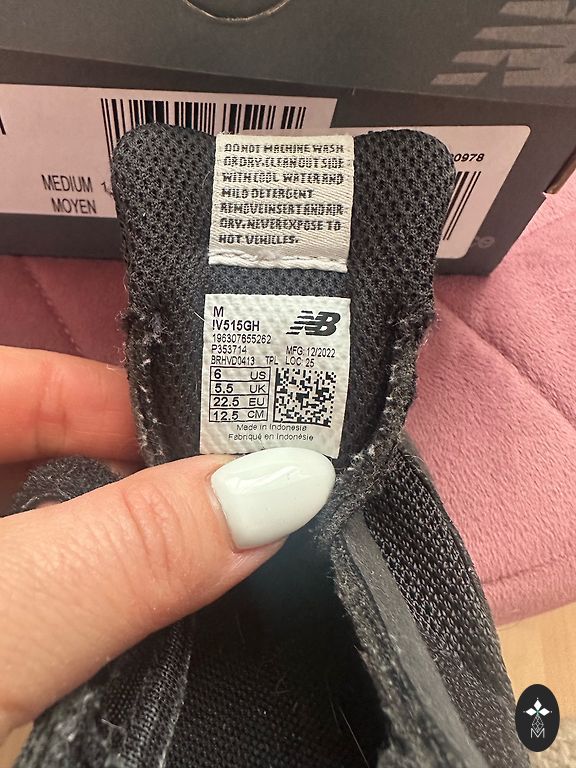 0978
MEDIUM
MOYEN
DO NOT MACHINE WASH
OR DRY. CLEAN OUT SIDE
WITH COOL WATER AND
MILD DETERGENT
REMOVE INSERT AND AIR
DRY. NEVER EXPOSE TO
HOT VEHICLES.
M
IV515GH
196307655262
P353714 MFG: 12/2022
BRHVD0413 TPL LOC: 25
6 US
5.5 UK
22.5 EU
12.5 CM
NB
Made in Indonesia
Fabriqué en Indonésie
M